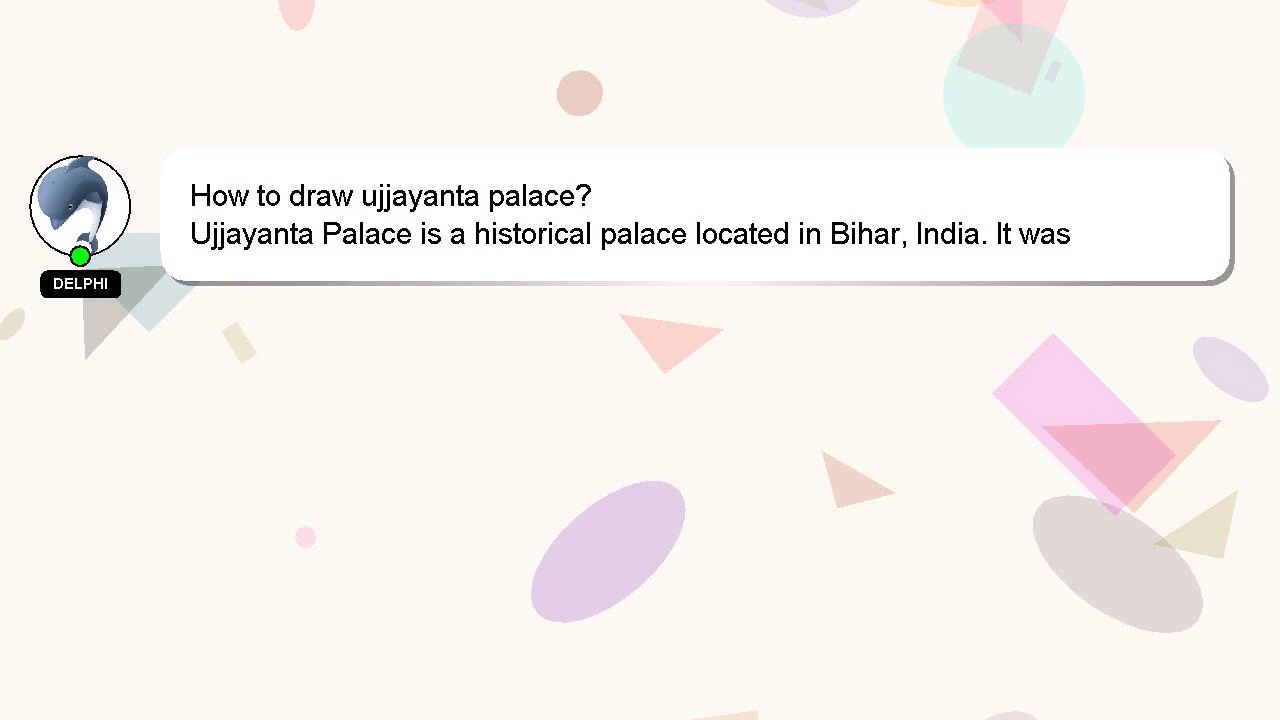 How to draw ujjayanta palace?
Ujjayanta Palace is a historical palace located in Bihar, India. It was
DELPHI